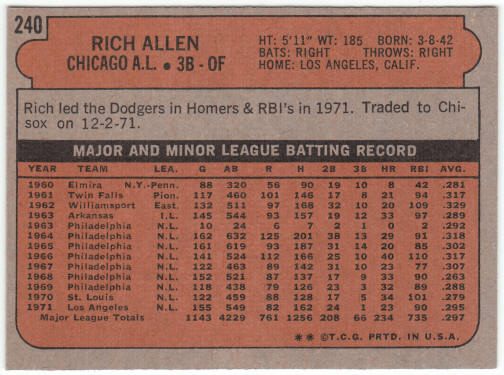 240
RICH ALLEN HT: 5'11" WT: 185 BORN: 3-8-42
CHICAGO A.L. • 3B - OF BATS: RIGHT THROWS: RIGHT
HOME: LOS ANGELES, CALIF.
Rich led the Dodgers in Homers & RBI's in 1971. Traded to Chi-
sox on 12-2-71.
MAJOR AND MINOR LEAGUE BATTING RECORD
YEAR TEAM LEA. G AB R H 2B 3B HR RBI AVG.
1960 Elmira N.Y.-Penn. 88 320 56 90 19 10 8 42 .281
1961 Twin Falls Pion. 117 460 101 146 17 8 21 94 .317
1962 Williamsport East. 132 511 97 168 32 10 20 109 .329
1963 Arkansas I.L. 145 544 93 157 19 12 33 97 .289
1963 Philadelphia N.L. 10 24 6 7 2 1 0 2 .292
1964 Philadelphia N.L. 162 632 125 201 38 13 29 91 .318
1965 Philadelphia N.L. 161 619 93 187 31 14 20 85 .302
1966 Philadelphia N.L. 141 524 112 166 25 10 40 110 .317
1967 Philadelphia N.L. 122 463 89 142 31 10 23 77 .307
1968 Philadelphia N.L. 152 521 87 137 17 9 33 90 .263
1969 Philadelphia N.L. 118 438 79 126 23 3 32 89 .288
1970 St. Louis N.L. 122 459 88 128 17 5 34 101 .279
1971 Los Angeles N.L. 155 549 82 162 24 1 23 90 .295
Major League Totals 1143 4229 761 1256 208 66 234 735 .297
** ©T.C.G. PRTD. IN U.S.A.